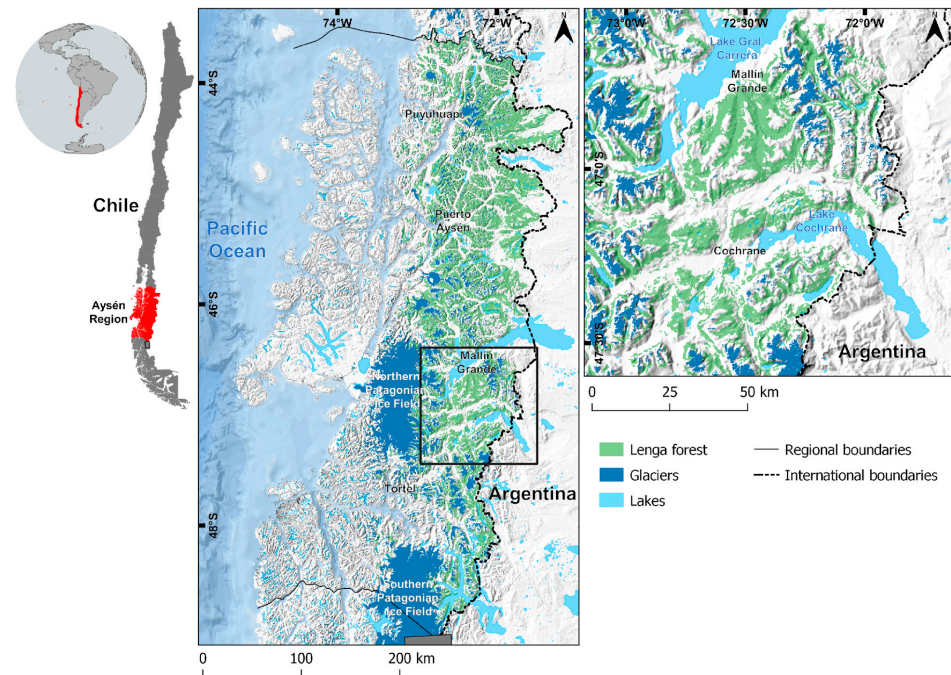 Chile
Aysén
Region
74°W
72°W
N
44°S
46°S
48°S
Puyuhuapi
Puerto
Aysén
Pacific
Ocean
Mallín
Grande
Northern
Patagonian
Ice Field
Tortel
Argentina
Southern
Patagonian
Ice Field
0
100
200 km
73°0'W
72°30'W
72°0'W
N
Lake Gral.
Carrera
Mallín
Grande
47°0'S
Lake
Cochrane
Cochrane
47°30'S
Argentina
0
25
50 km
Lenga forest
Regional boundaries
Glaciers
International boundaries
Lakes